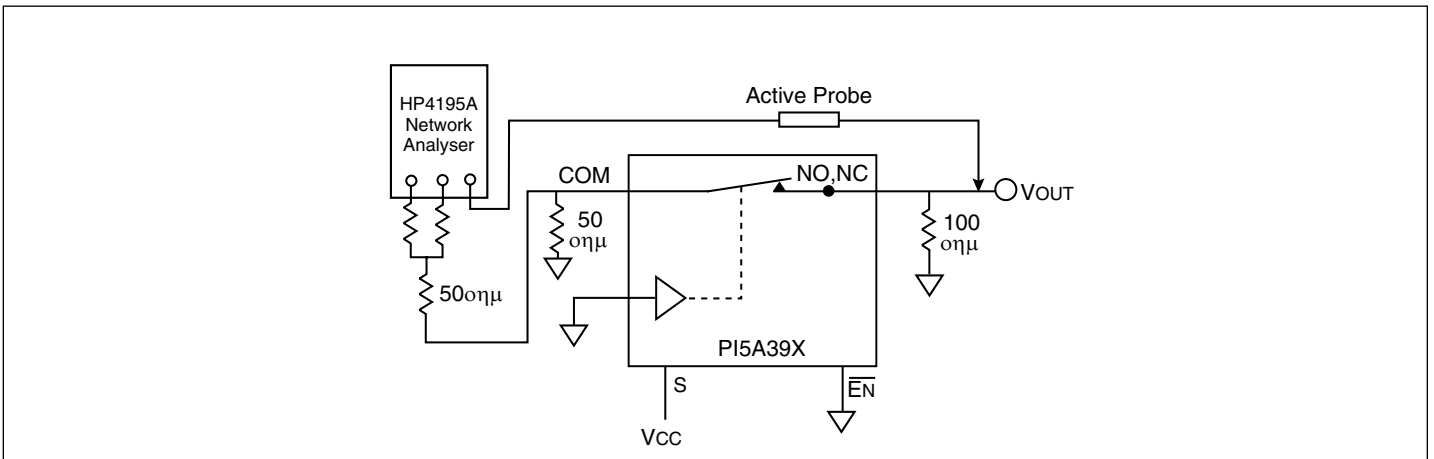 HP4195A
Network
Analyser
Active Probe
COM
NO,NC
VOUT
50
οημ
100
οημ
50οημ
PI5A39X
S
EN
VCC